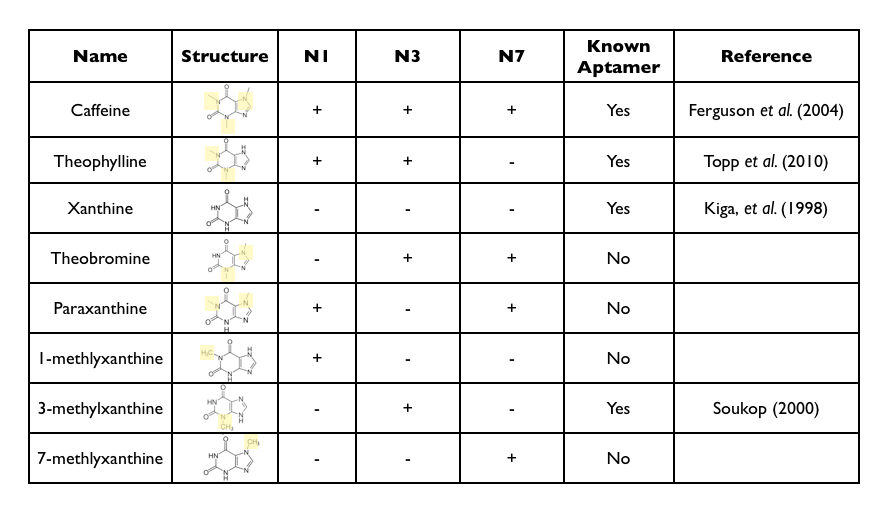 Name Structure N1 N3 N7 Known Aptamer Reference
Caffeine + + + Yes Ferguson et al. (2004)
Theophylline + + - Yes Topp et al. (2010)
Xanthine - - - Yes Kiga, et al. (1998)
Theobromine - + + No
Paraxanthine + - + No
1-methlyxanthine + - - No
3-methylxanthine - + - Yes Soukop (2000)
7-methlyxanthine - - + No